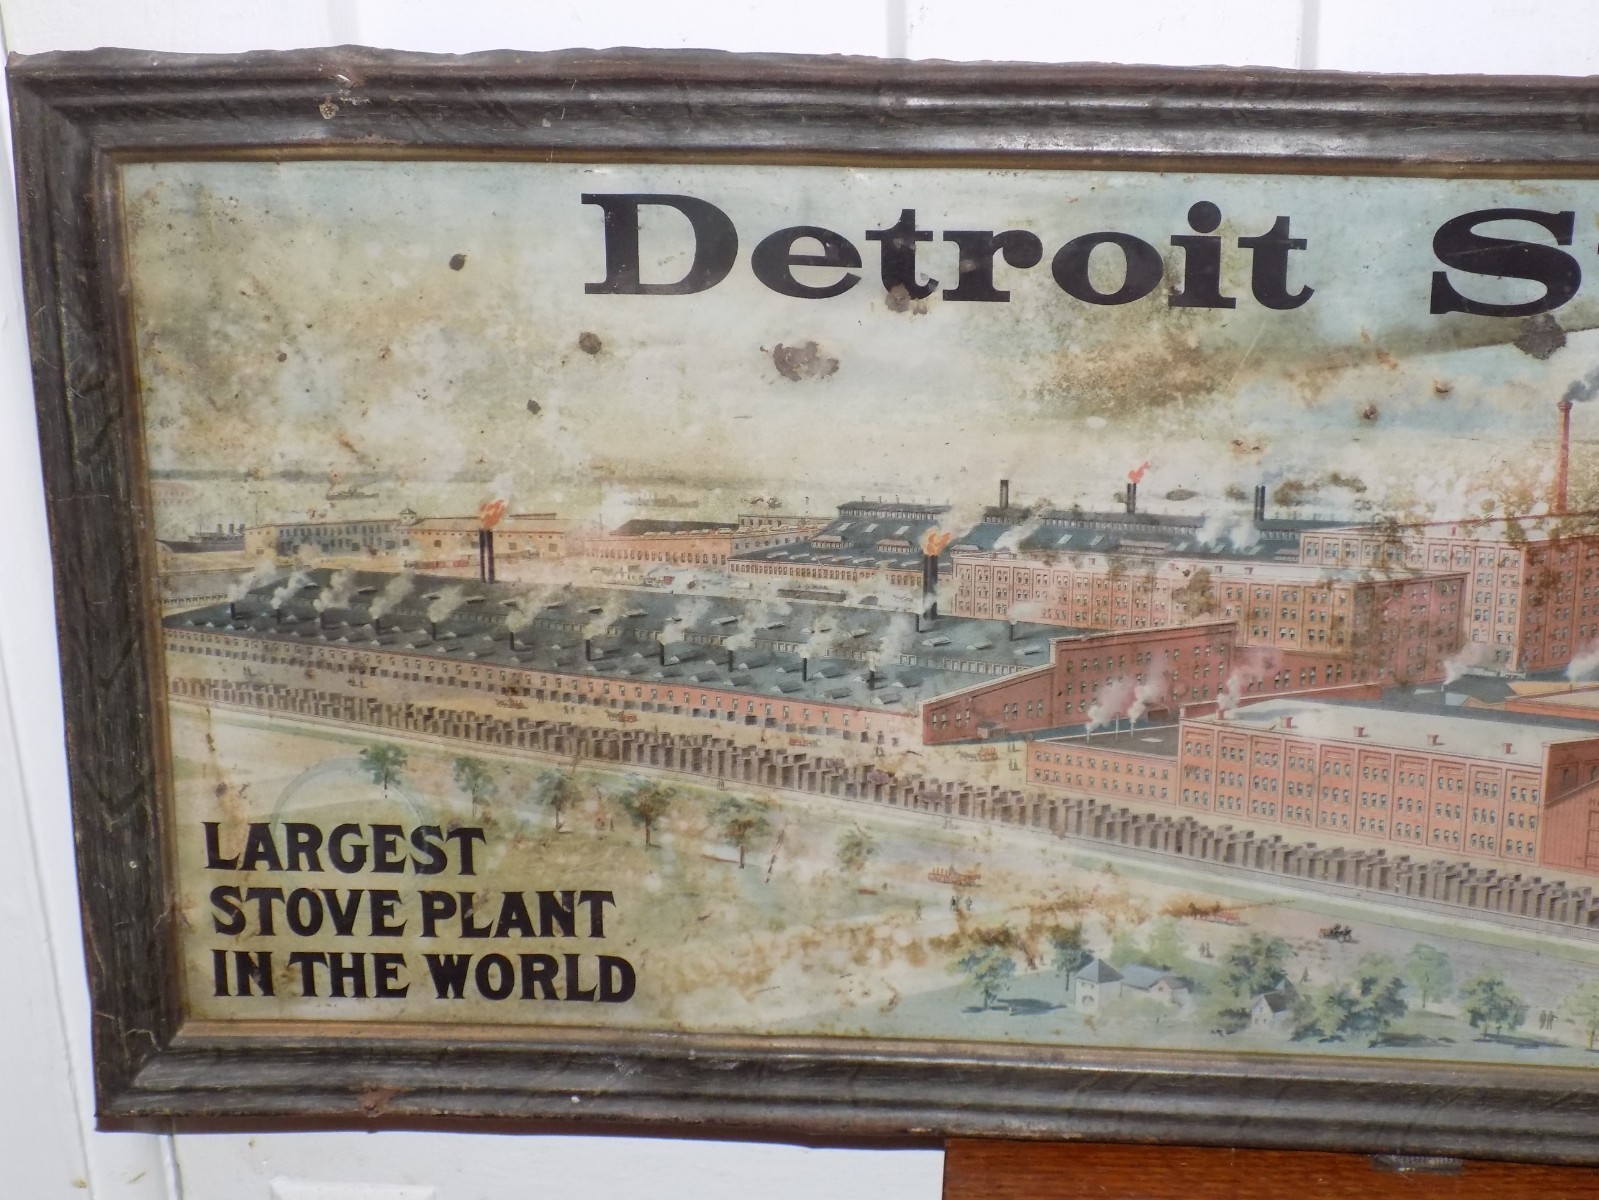 Detroit S
LARGEST
STOVE PLANT
IN THE WORLD